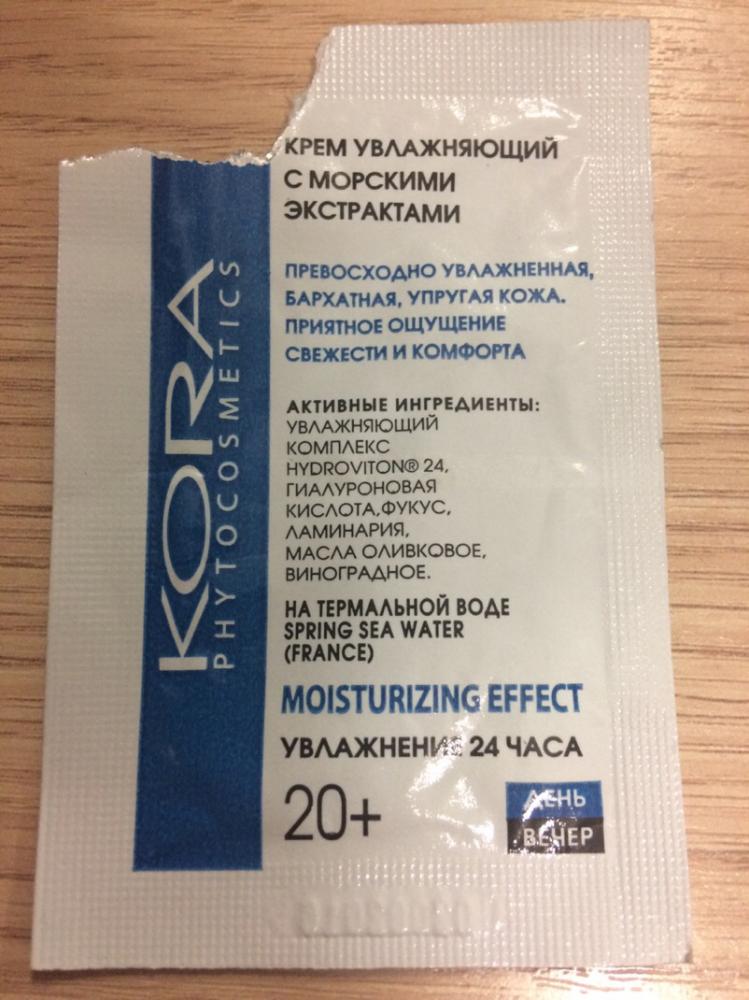 KORA
PHYTOCOSMETICS
КРЕМ УВЛАЖНЯЮЩИЙ
С МОРСКИМИ
ЭКСТРАКТАМИ
ПРЕВОСХОДНО УВЛАЖНЕННАЯ,
БАРХАТНАЯ, УПРУГАЯ КОЖА.
ПРИЯТНОЕ ОЩУЩЕНИЕ
СВЕЖЕСТИ И КОМФОРТА
АКТИВНЫЕ ИНГРЕДИЕНТЫ:
УВЛАЖНЯЮЩИЙ
КОМПЛЕКС
HYDROVITON® 24,
ГИАЛУРОНОВАЯ
КИСЛОТА,ФУКУС,
ЛАМИНАРИЯ,
МАСЛА ОЛИВКОВОЕ,
ВИНОГРАДНОЕ.
НА ТЕРМАЛЬНОЙ ВОДЕ
SPRING SEA WATER
(FRANCE)
MOISTURIZING EFFECT
УВЛАЖНЕНИЕ 24 ЧАСА
20+
ДЕНЬ
ВЕЧЕР